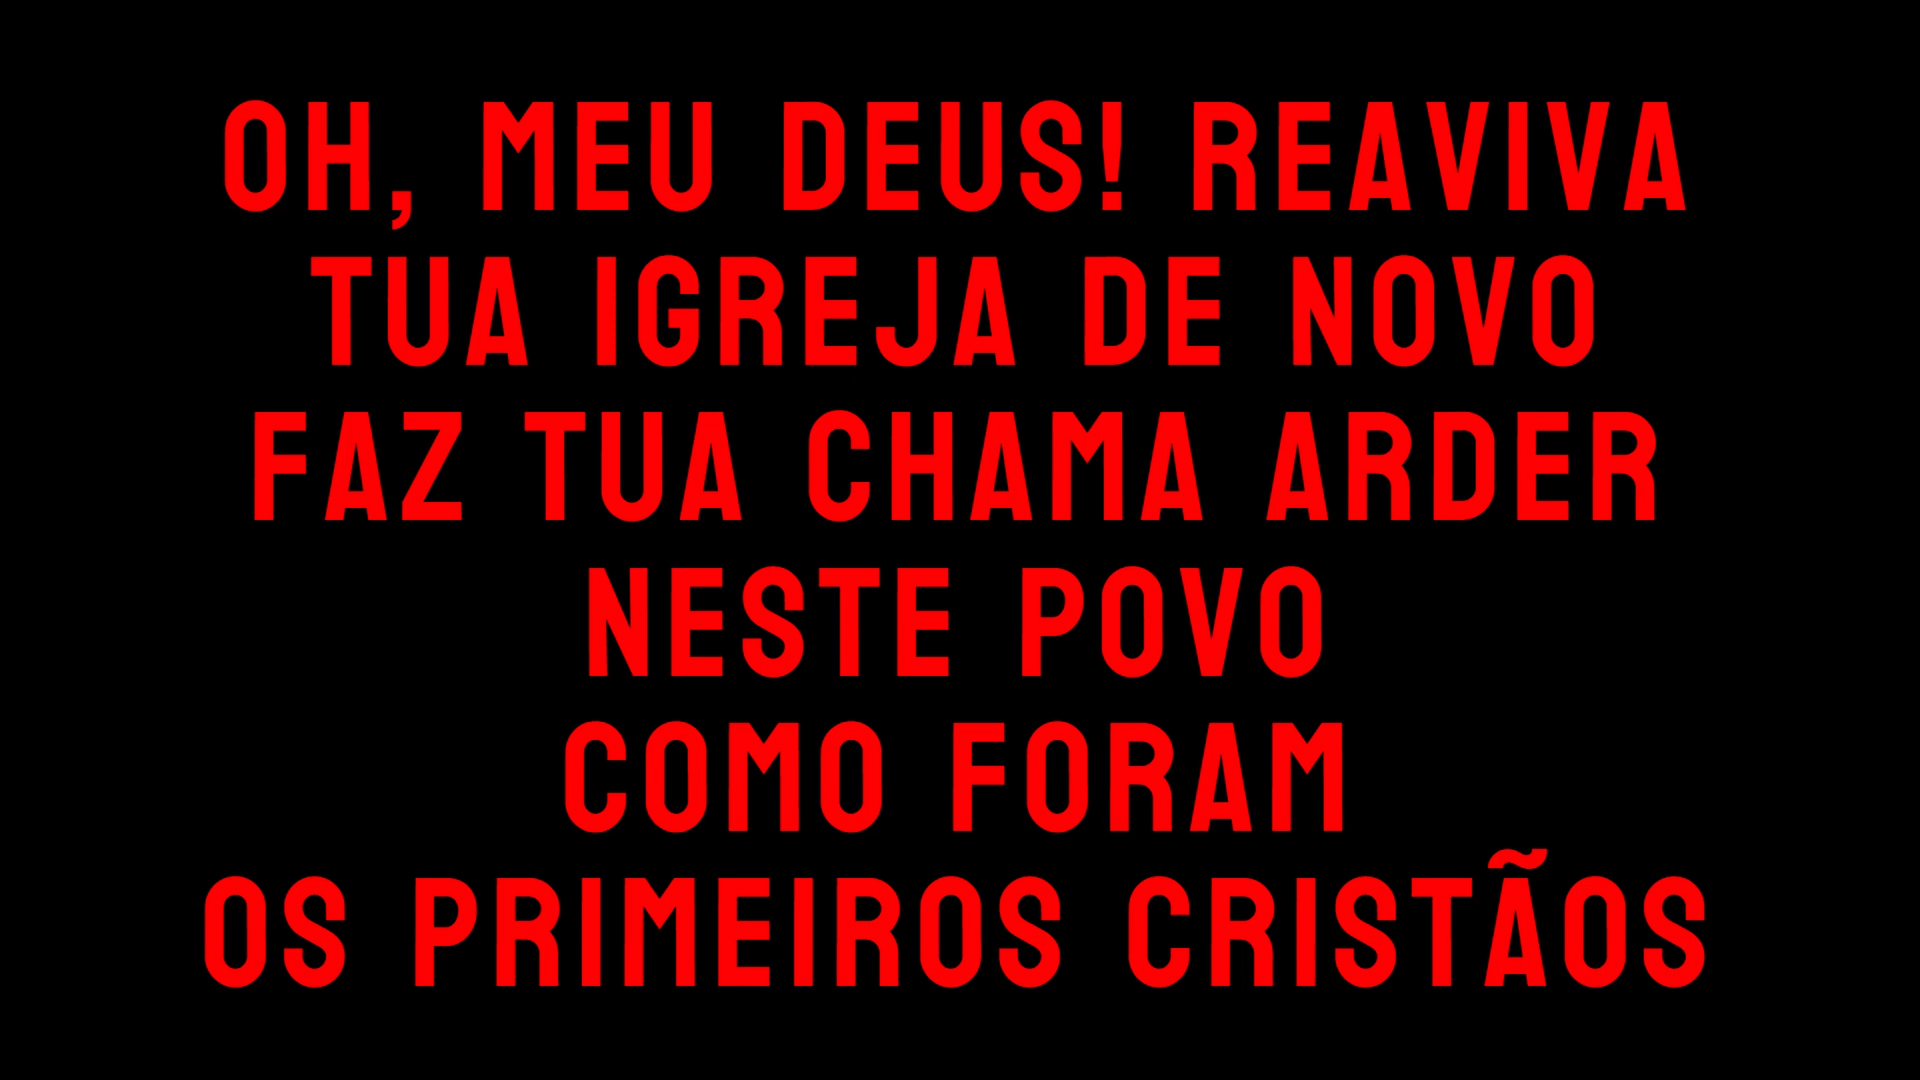 OH, MEU DEUS! REAVIVA
TUA IGREJA DE NOVO
FAZ TUA CHAMA ARDER
NESTE POVO
COMO FORAM
OS PRIMEIROS CRISTÃOS